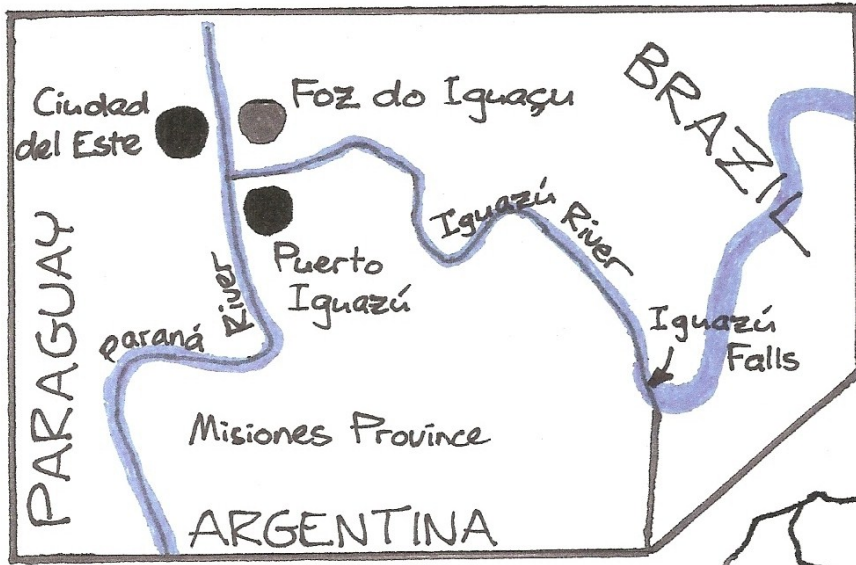 Ciudad
del Este
Foz do Iguaçu
BRAZIL
PARAGUAY
Puerto
Iguazú
Iguazú River
Paraná River
Iguazú
Falls
Misiones Province
ARGENTINA